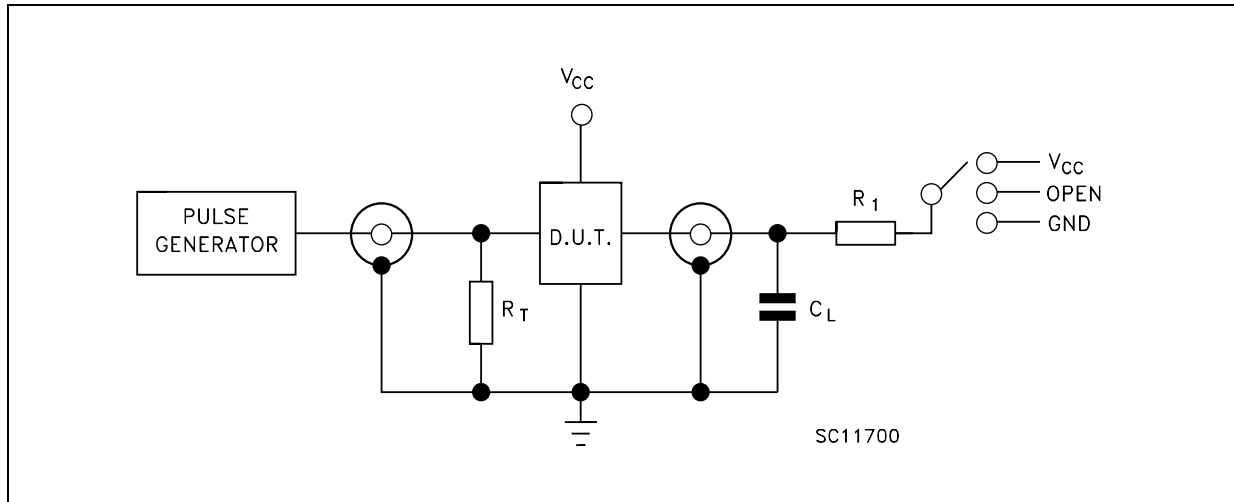 VCC
PULSE
GENERATOR
D.U.T.
RT
CL
R1
VCC
OPEN
GND
SC11700